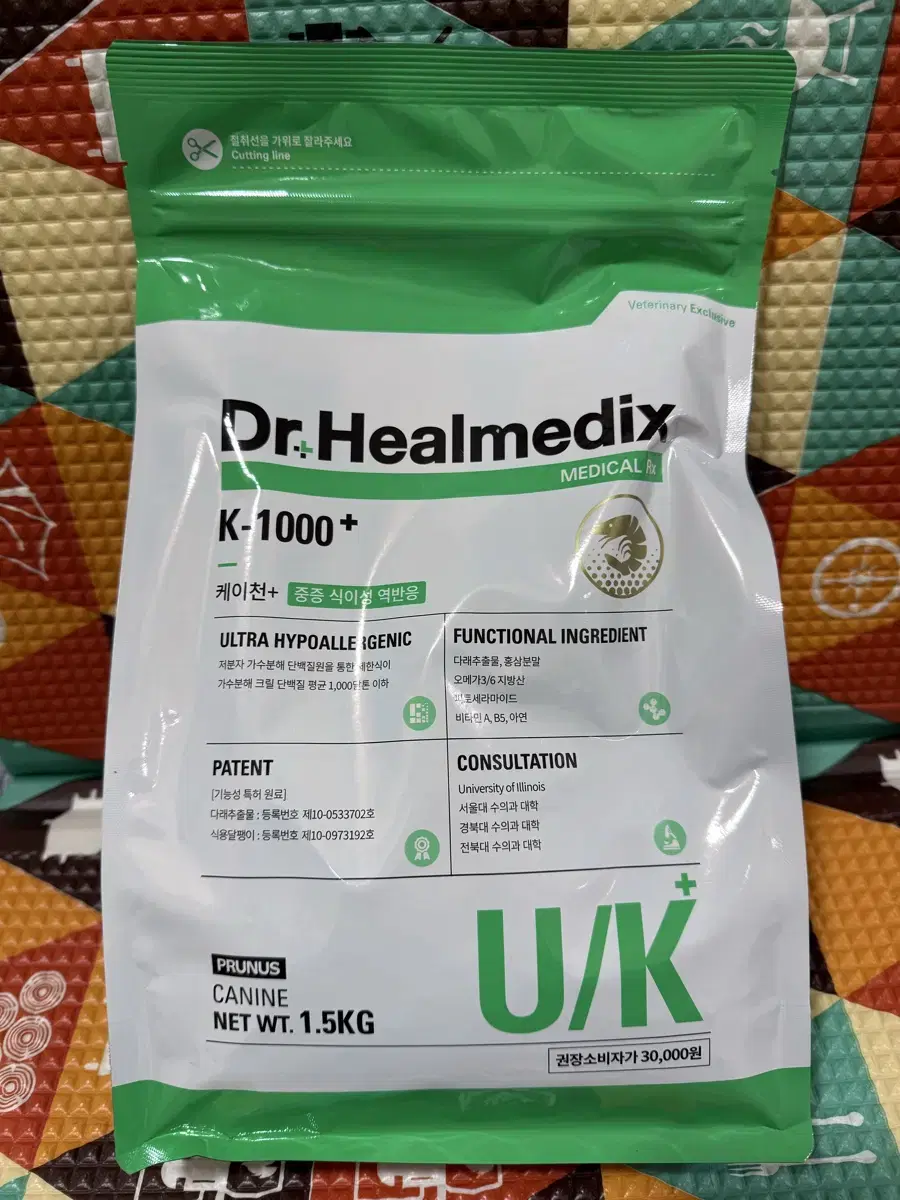 절취선을 가위로 잘라주세요
Cutting line
Veterinary Exclusive
Dr.Healmedix
MEDICAL Rx
K-1000+
케이천+ 중증 식이성 역반응
ULTRA HYPOALLERGENIC
저분자 가수분해 단백질원을 통한 제한식이
가수분해 크릴 단백질 평균 1,000달톤 이하
FUNCTIONAL INGREDIENT
다래추출물, 홍삼분말
오메가3/6 지방산
피토세라마이드
비타민 A, B5, 아연
PATENT
[기능성 특허 원료]
다래추출물 : 등록번호 제10-0533702호
식용달팽이 : 등록번호 제10-0973192호
CONSULTATION
University of Illinois
서울대 수의과 대학
경북대 수의과 대학
전북대 수의과 대학
U/K+
PRUNUS
CANINE
NET WT. 1.5KG
권장소비자가 30,000원